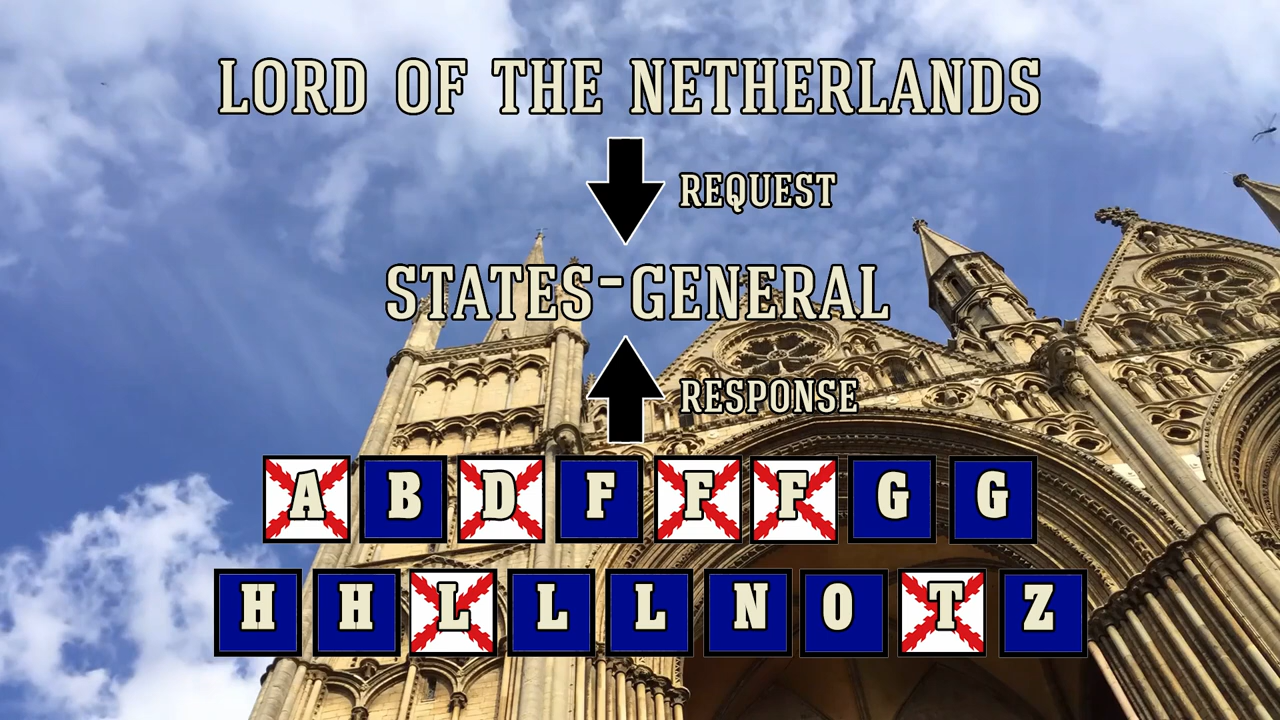 LORD OF THE NETHERLANDS
REQUEST
STATES-GENERAL
RESPONSE
A B D F F F G G
H H L L L N O T Z